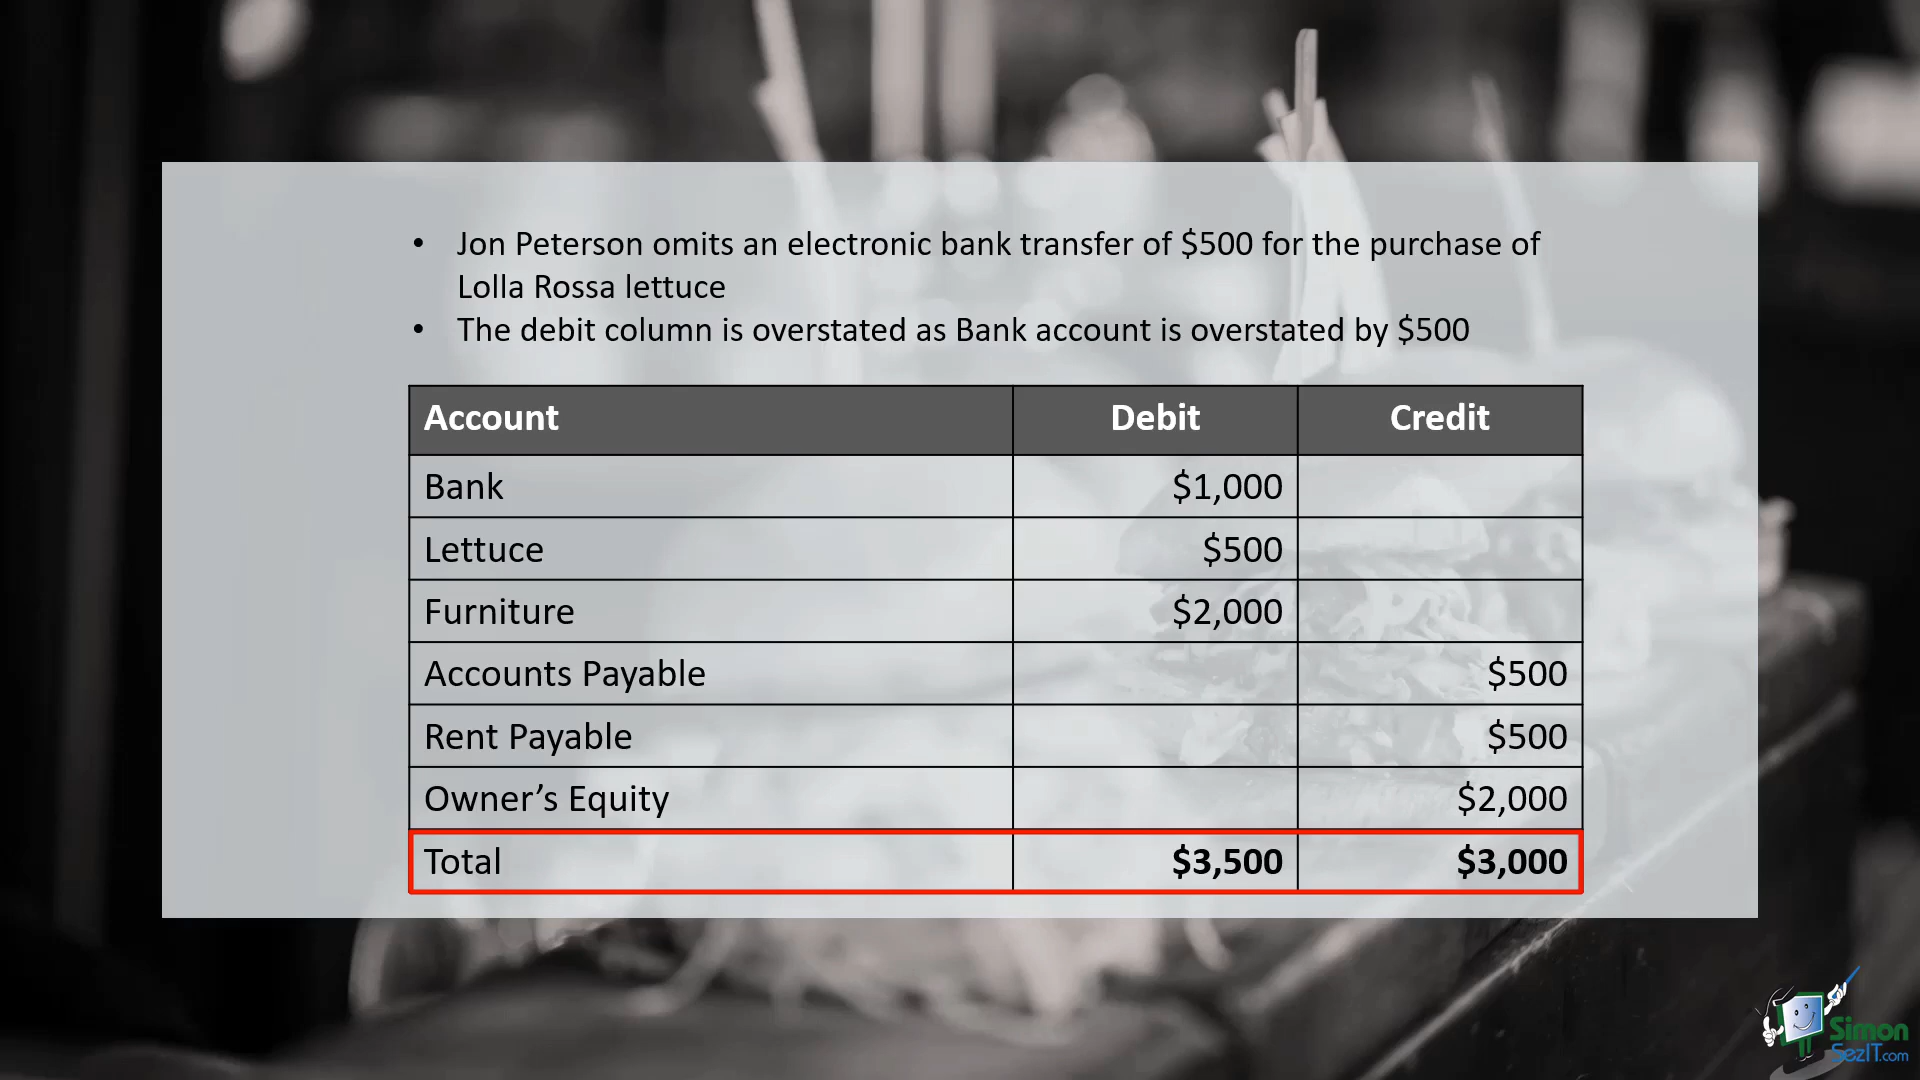 • Jon Peterson omits an electronic bank transfer of $500 for the purchase of
Lolla Rossa lettuce
• The debit column is overstated as Bank account is overstated by $500
Account Debit Credit
Bank $1,000
Lettuce $500
Furniture $2,000
Accounts Payable $500
Rent Payable $500
Owner’s Equity $2,000
Total $3,500 $3,000
Simon
SezIT.com